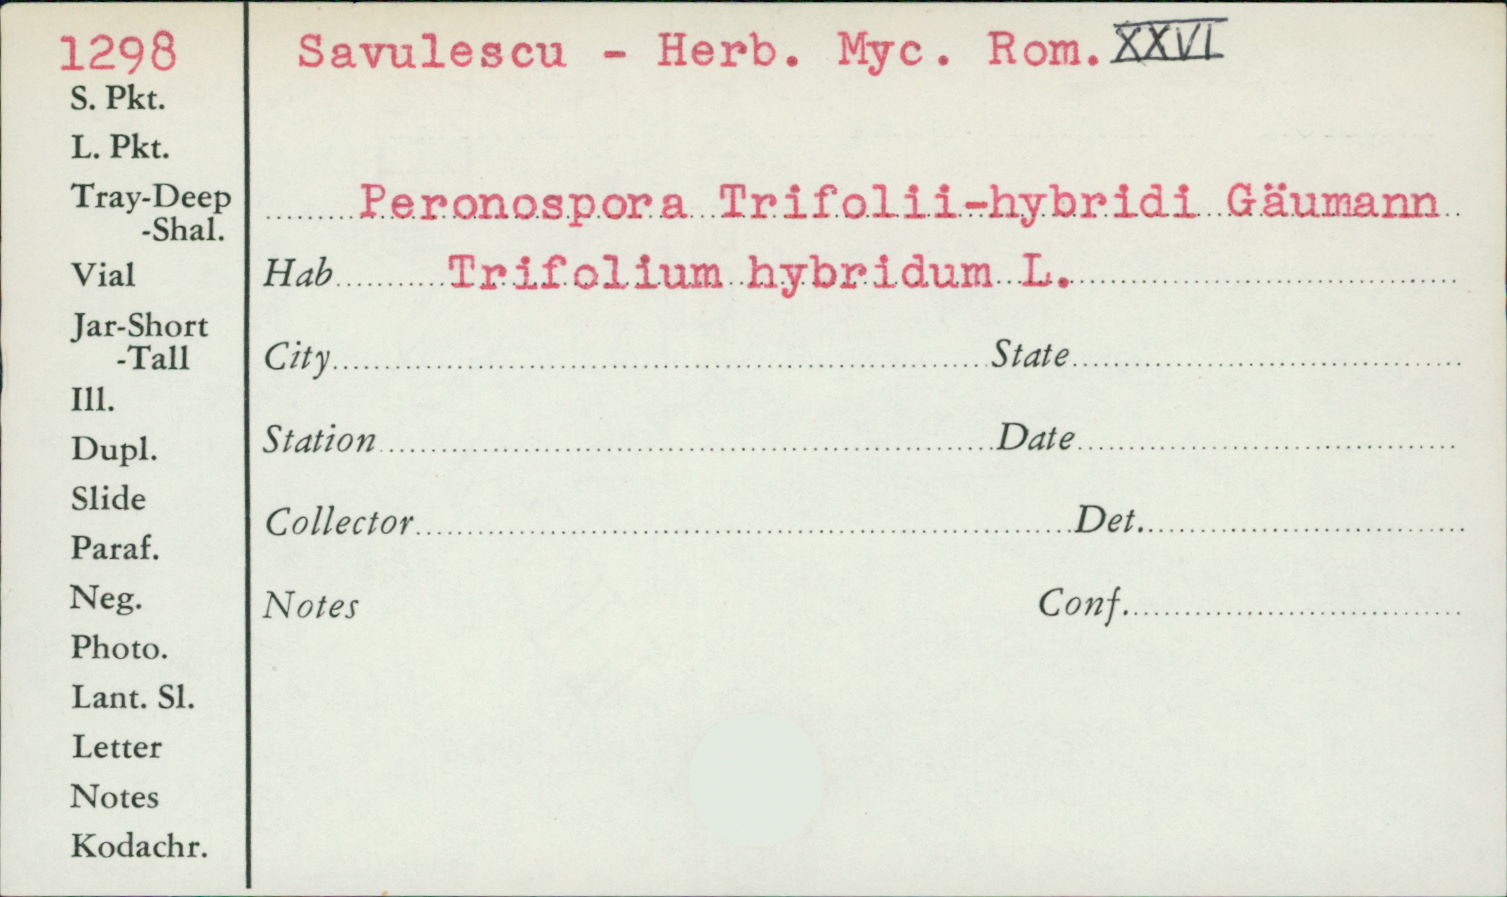 1298
Savulescu - Herb. Myc. Rom. XXVI
S. Pkt.
L. Pkt.
Tray-Deep
-Shal.
Vial
Jar-Short
-Tall
Ill.
Dupl.
Slide
Paraf.
Neg.
Photo.
Lant. Sl.
Letter
Notes
Kodachr.
Peronospora Trifolii-hybridi Gäumann
Hab Trifolium hybridum L.
City State
Station Date
Collector Det.
Notes Conf.